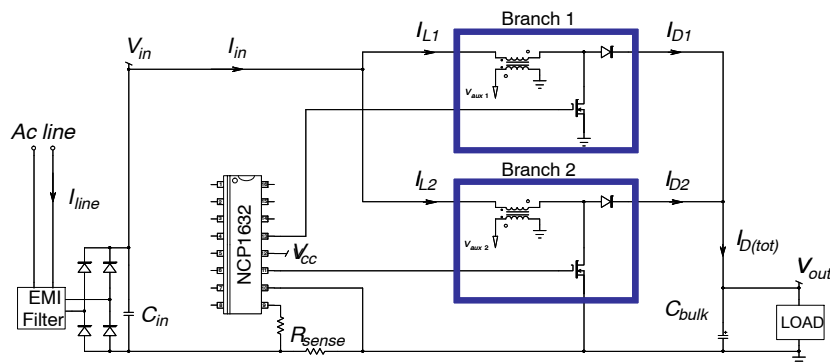 Branch 1
V_in
I_in
I_L1
I_D1
V_aux 1
Ac line
I_line
Branch 2
I_L2
I_D2
V_aux 2
NCP1632
V_cc
I_D(tot)
V_out
EMI
Filter
C_in
R_sense
C_bulk
LOAD